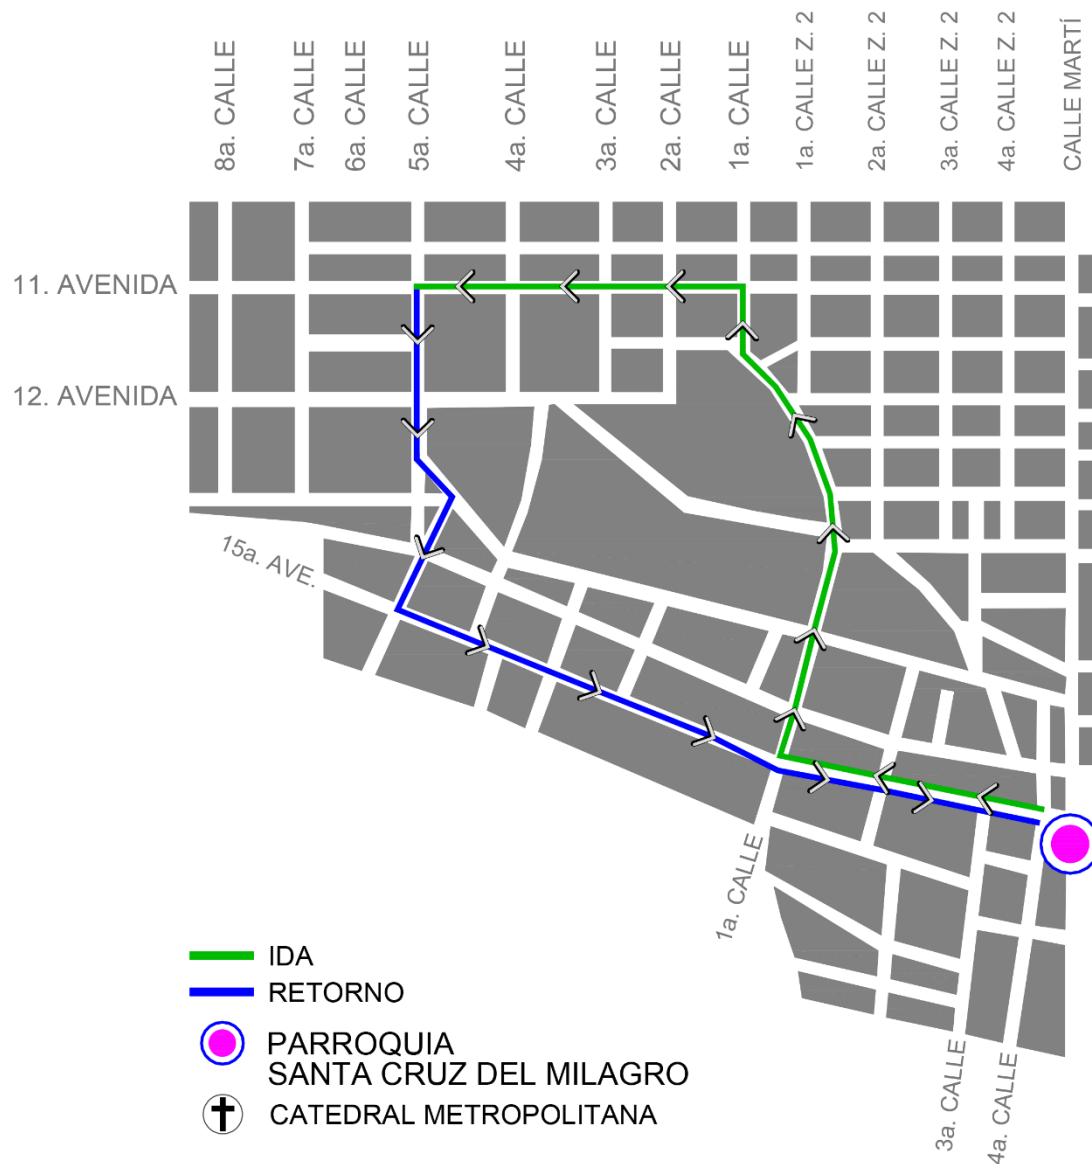 8a. CALLE
7a. CALLE
6a. CALLE
5a. CALLE
4a. CALLE
3a. CALLE
2a. CALLE
1a. CALLE
1a. CALLE Z. 2
2a. CALLE Z. 2
3a. CALLE Z. 2
4a. CALLE Z. 2
CALLE MARTÍ
11. AVENIDA
12. AVENIDA
15a. AVE.
1a. CALLE
3a. CALLE
4a. CALLE
IDA
RETORNO
PARROQUIA
SANTA CRUZ DEL MILAGRO
CATEDRAL METROPOLITANA